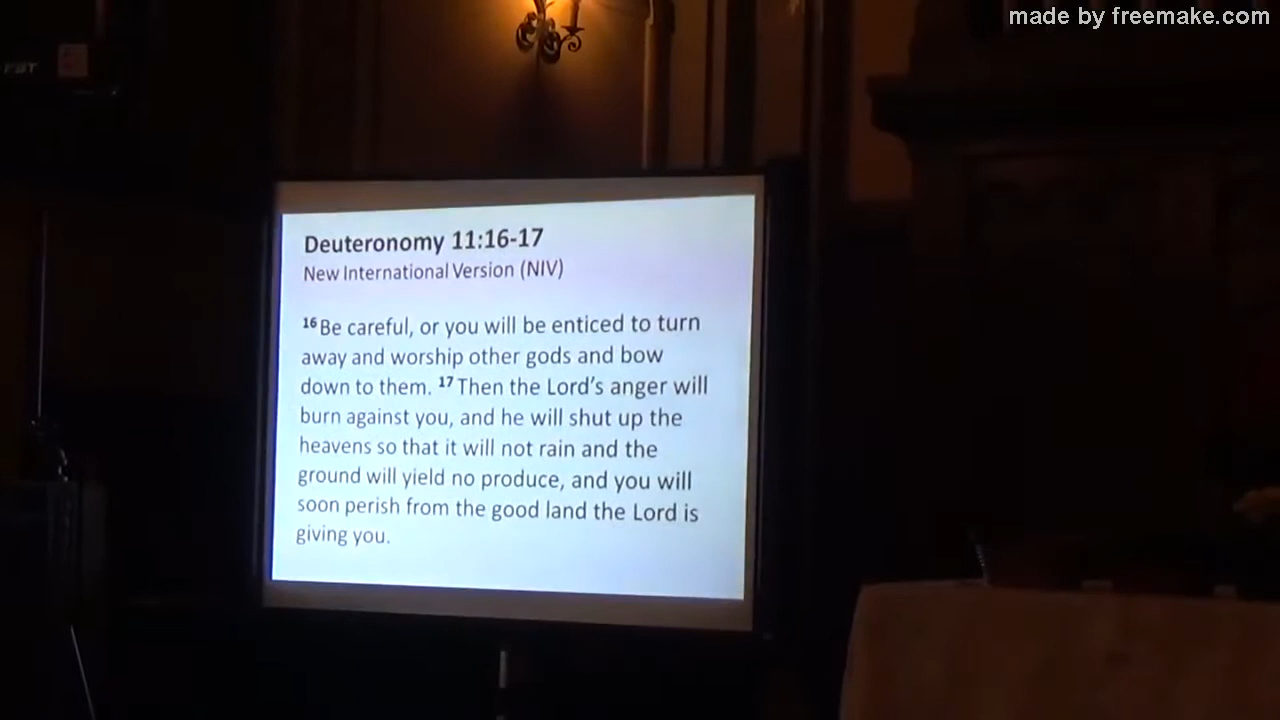 made by freemake.com
Deuteronomy 11:16-17
New International Version (NIV)
16 Be careful, or you will be enticed to turn
away and worship other gods and bow
down to them. 17 Then the Lord's anger will
burn against you, and he will shut up the
heavens so that it will not rain and the
ground will yield no produce, and you will
soon perish from the good land the Lord is
giving you.